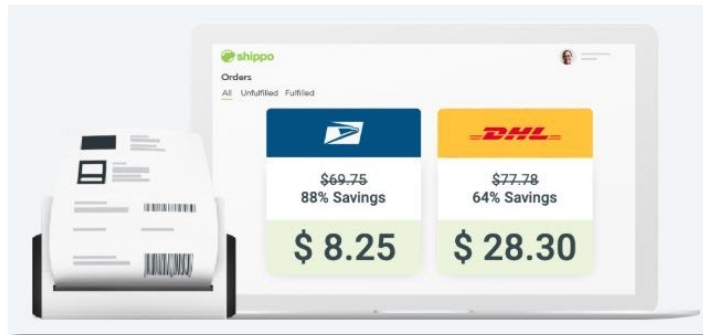 shippo
Orders
All Unfulfilled Fulfilled
$69.75
88% Savings
$ 8.25
DHL
$77.78
64% Savings
$ 28.30